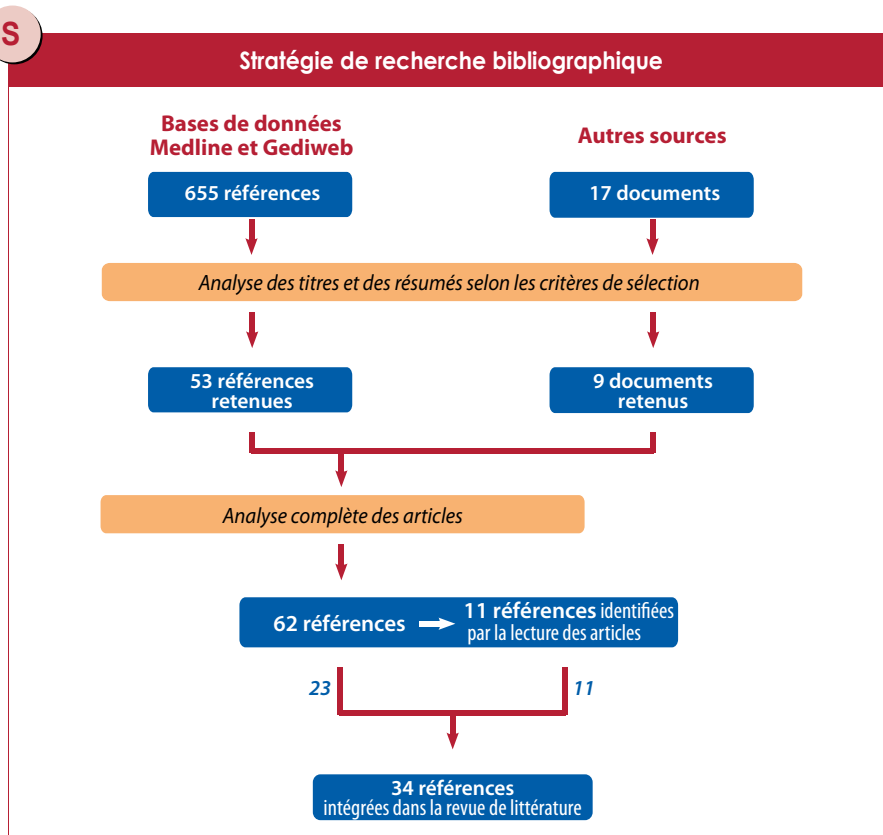 S
Stratégie de recherche bibliographique
Bases de données
Medline et Gediweb
Autres sources
655 références
17 documents
Analyse des titres et des résumés selon les critères de sélection
53 références
retenues
9 documents
retenus
Analyse complète des articles
62 références
11 références identifiées
par la lecture des articles
23
11
34 références
intégrées dans la revue de littérature